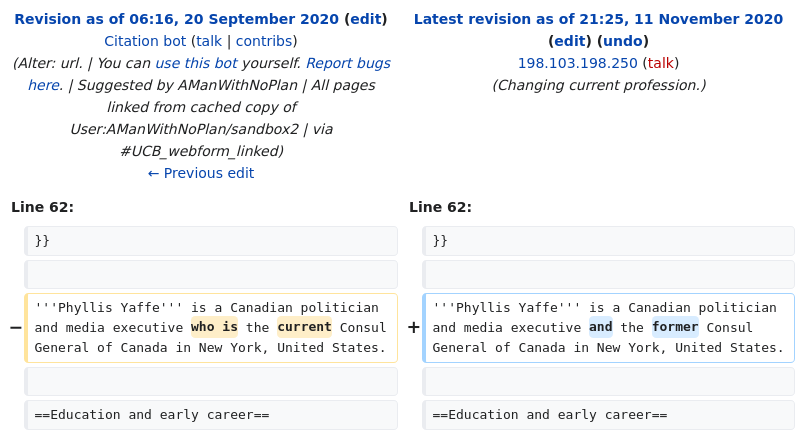 Revision as of 06:16, 20 September 2020 (edit)
Citation bot (talk | contribs)
(Alter: url. | You can use this bot yourself. Report bugs
here. | Suggested by AManWithNoPlan | All pages
linked from cached copy of
User:AManWithNoPlan/sandbox2 | via
#UCB_webform_linked)
← Previous edit
Latest revision as of 21:25, 11 November 2020
(edit) (undo)
198.103.198.250 (talk)
(Changing current profession.)
Line 62:
Line 62:
}}
}}
− '''Phyllis Yaffe''' is a Canadian politician
and media executive who is the current Consul
General of Canada in New York, United States.
+ '''Phyllis Yaffe''' is a Canadian politician
and media executive and the former Consul
General of Canada in New York, United States.
==Education and early career==
==Education and early career==